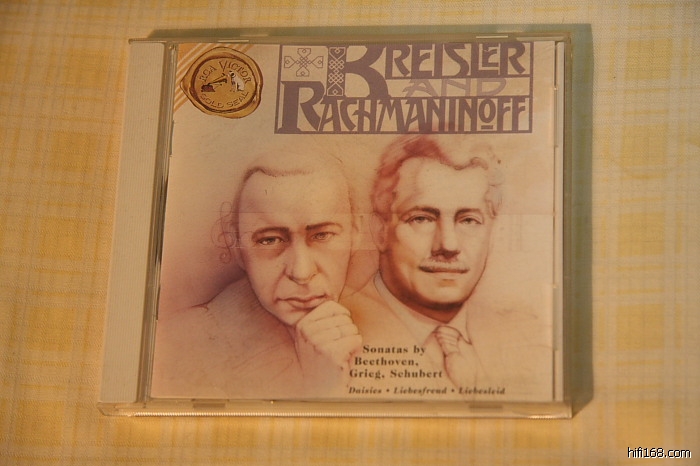 RCA VICTOR
GOLD SEAL
KREISLER
AND
RACHMANINOFF
Sonatas by
Beethoven,
Grieg, Schubert
Daisies • Liebesfreud • Liebesleid
hifi168.com